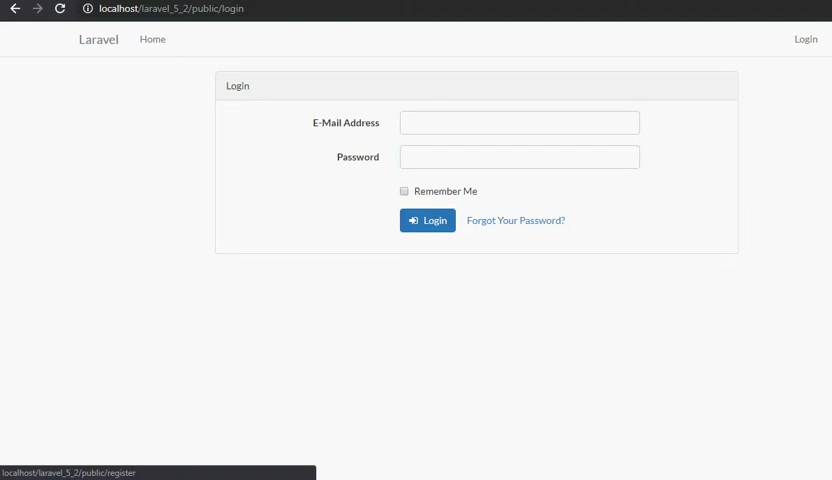 localhost/laravel_5_2/public/login
Laravel Home Login
Login
E-Mail Address
Password
Remember Me
Login Forgot Your Password?
localhost/laravel_5_2/public/register